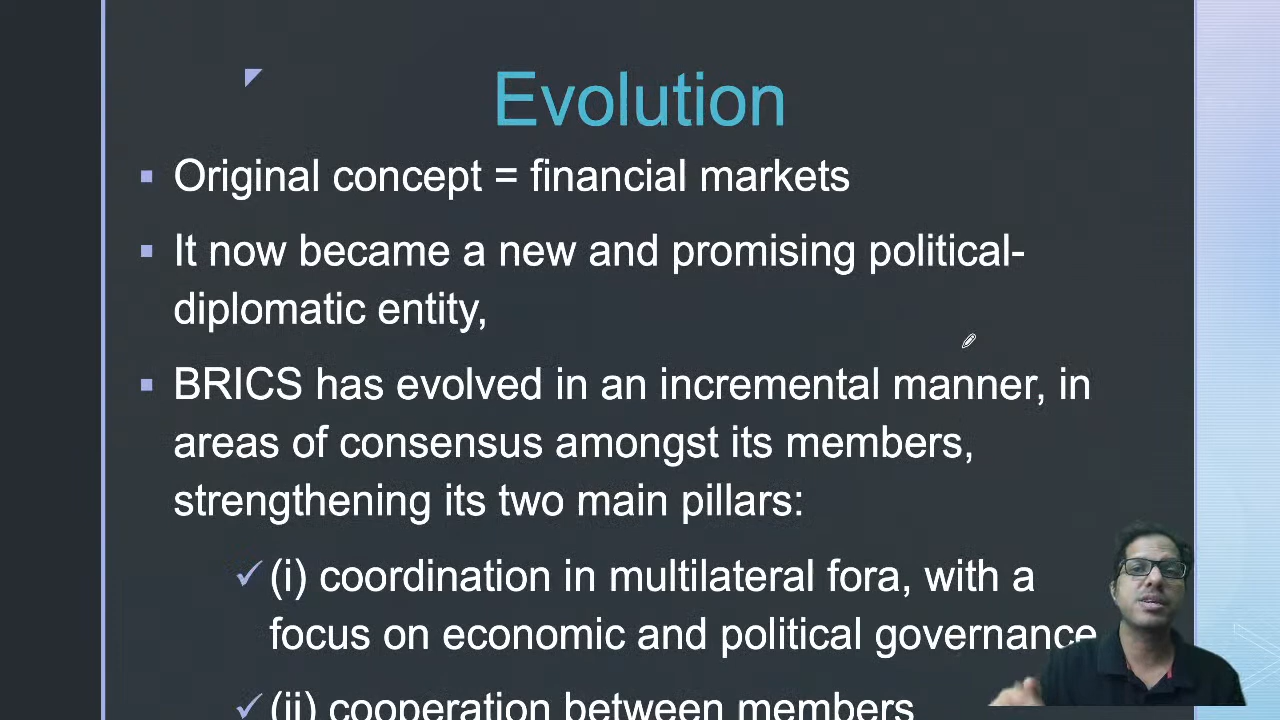 Evolution
▪ Original concept = financial markets
▪ It now became a new and promising political-
diplomatic entity,
▪ BRICS has evolved in an incremental manner, in
areas of consensus amongst its members,
strengthening its two main pillars:
✓ (i) coordination in multilateral fora, with a
focus on economic and political governance
✓ (ii) cooperation between members